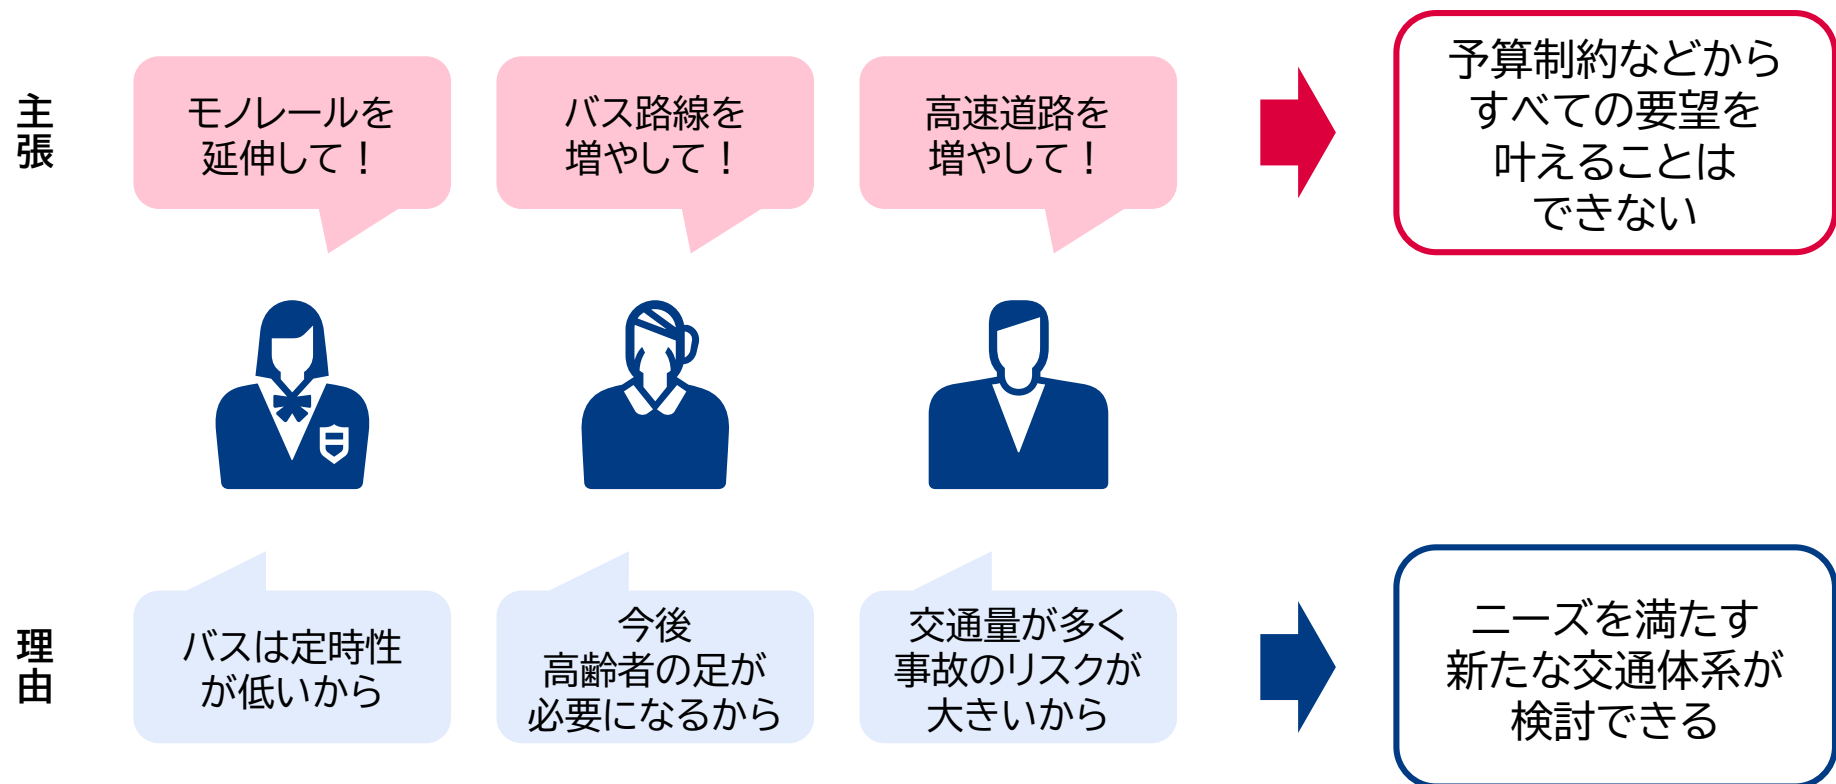 主張
モノレールを
延伸して！
バス路線を
増やして！
高速道路を
増やして！
予算制約などから
すべての要望を
叶えることは
できない
理由
バスは定時性
が低いから
今後
高齢者の足が
必要になるから
交通量が多く
事故のリスクが
大きいから
ニーズを満たす
新たな交通体系が
検討できる